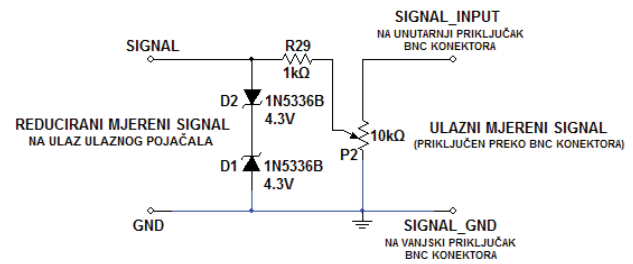 SIGNAL_INPUT
NA UNUTARNJI PRIKLJUČAK
BNC KONEKTORA
SIGNAL
R29
1kΩ
D2
1N5336B
4.3V
REDUCIRANI MJERENI SIGNAL
NA ULAZ ULAZNOG POJAČALA
10kΩ
P2
ULAZNI MJERENI SIGNAL
(PRIKLJUČEN PREKO BNC KONEKTORA)
D1
1N5336B
4.3V
GND
SIGNAL_GND
NA VANJSKI PRIKLJUČAK
BNC KONEKTORA